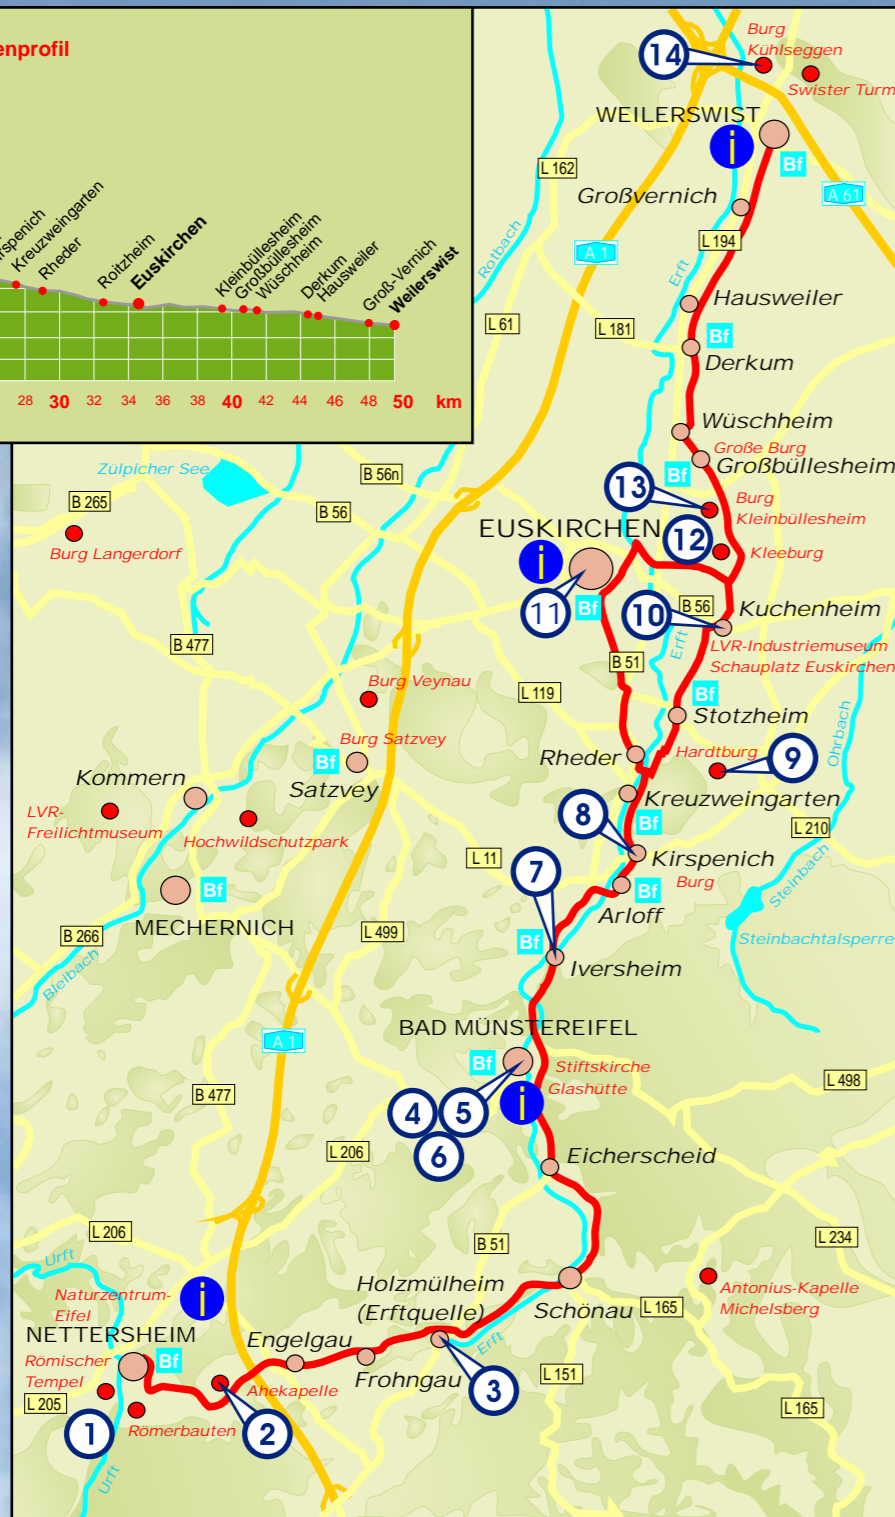 enprofil
rspenich
Kreuzweingarten
Rheder
Roitzheim
Euskirchen
Kleinbüllesheim
Großbüllesheim
Wüschheim
Derkum
Hausweiler
Groß-Vernich
Weilerswist
28 30 32 34 36 38 40 42 44 46 48 50 km
14
Burg
Kühlseggen
Swister Turm
WEILERSWIST
i
Bf
A 61
L 162
Großvernich
Rotbach
A 1
L 194
Erft
Hausweiler
L 61
L 181
Bf
Derkum
Wüschheim
Große Burg
Großbüllesheim
Bf
Zülpicher See
B 56n
B 265
B 56
13
Burg
Kleinbüllesheim
EUSKIRCHEN
12
Kleeburg
Burg Langerdorf
i
Bf
11
10
B 56
Kuchenheim
LVR-Industriemuseum
Schauplatz Euskirchen
B 477
Erft
B 51
Burg Veynau
L 119
Bf
Stotzheim
Ohrbach
Burg Satzvey
Bf
Satzvey
Rheder
Hardtburg
9
Kommern
Kreuzweingarten
LVR-
Freilichtmuseum
Hochwildschutzpark
8
Bf
L 210
L 11
Kirspenich
Burg
7
Steinbach
Bf
MECHERNICH
Bf
Arloff
B 266
L 499
Bleibach
Steinbachtalsperre
Bf
Iversheim
BAD MÜNSTEREIFEL
A 1
Bf
Stiftskirche
Glashütte
L 498
B 477
4
5
i
6
L 206
Eicherscheid
L 206
B 51
L 234
Urft
Naturzentrum-
Eifel
i
Holzmülheim
(Erftquelle)
Antonius-Kapelle
Michelsberg
Schönau
L 165
NETTERSHEIM
Engelgau
Erft
Bf
Römischer
Tempel
Frohngau
L 151
Ahekapelle
3
L 205
L 165
1
Römerbauten
2
Urft